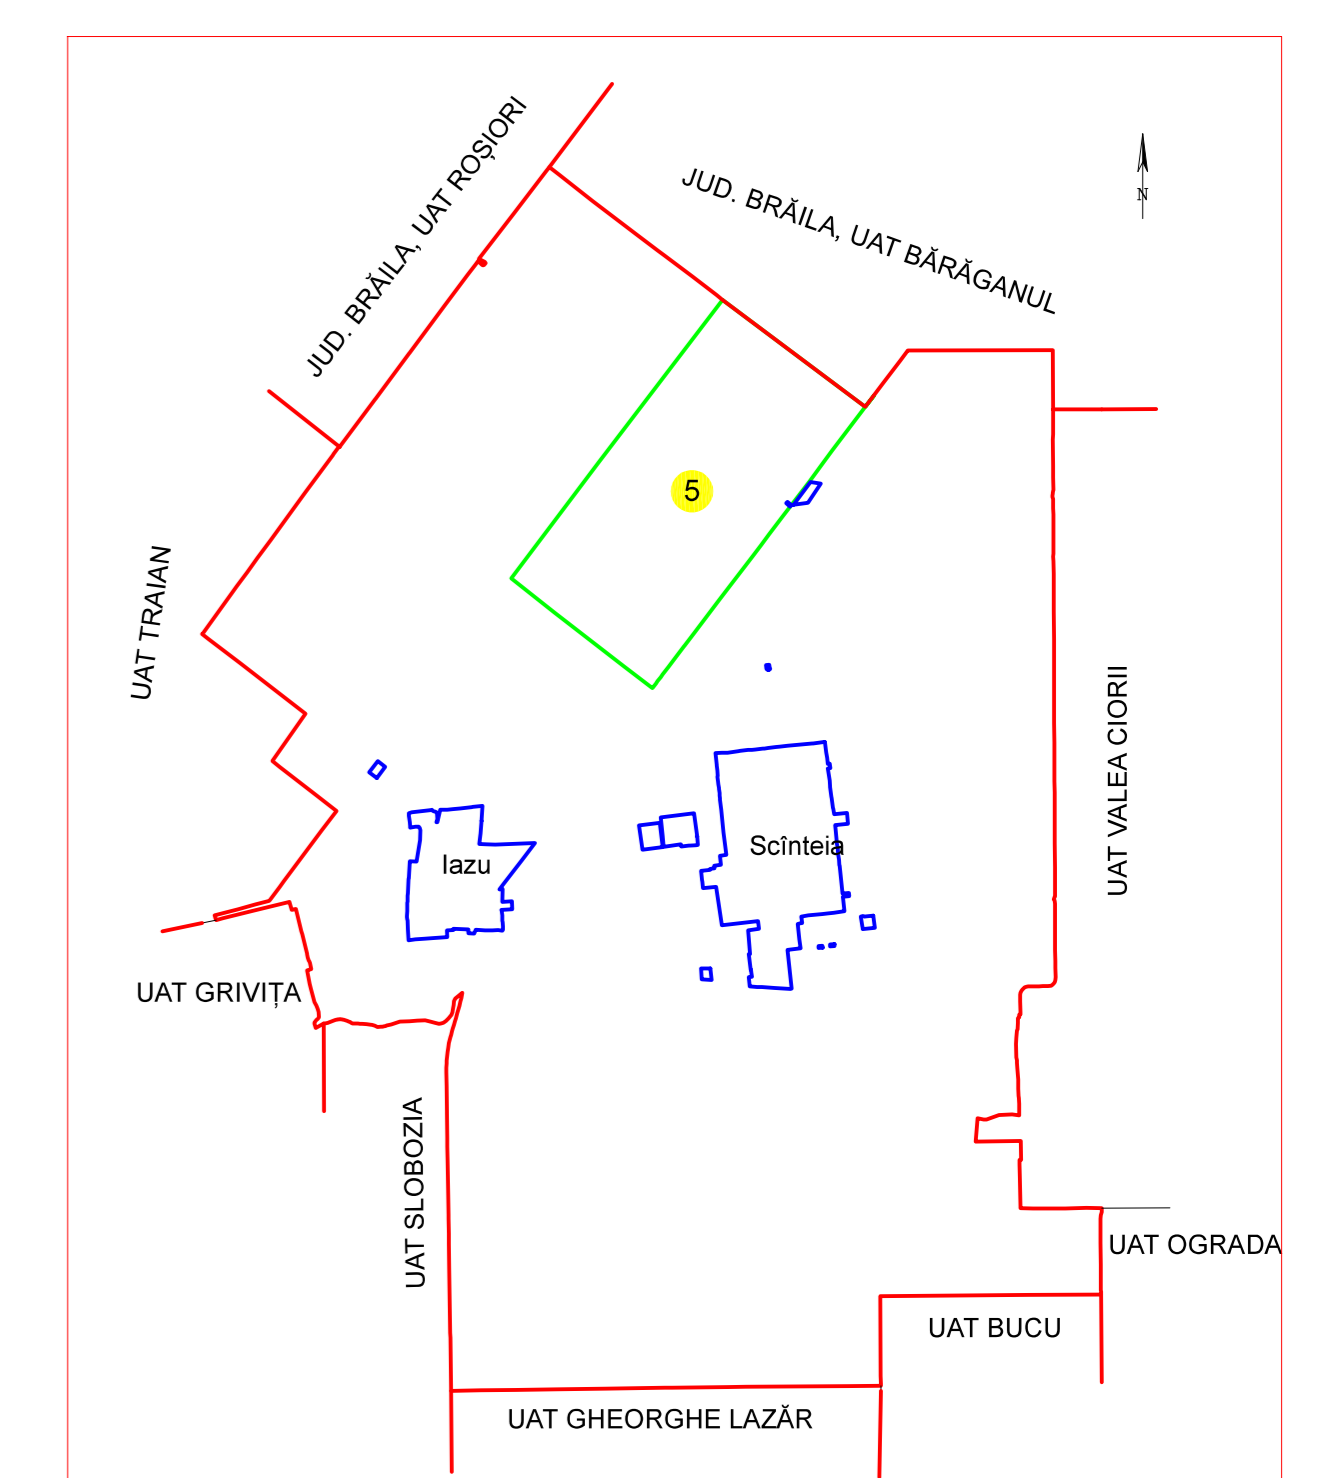 JUD. BRĂILA, UAT ROȘIORI
JUD. BRĂILA, UAT BĂRĂGANUL
N
5
UAT TRAIAN
UAT VALEA CIORII
Iazu
Scînteia
UAT GRIVIȚA
UAT SLOBOZIA
UAT OGRADA
UAT BUCU
UAT GHEORGHE LAZĂR